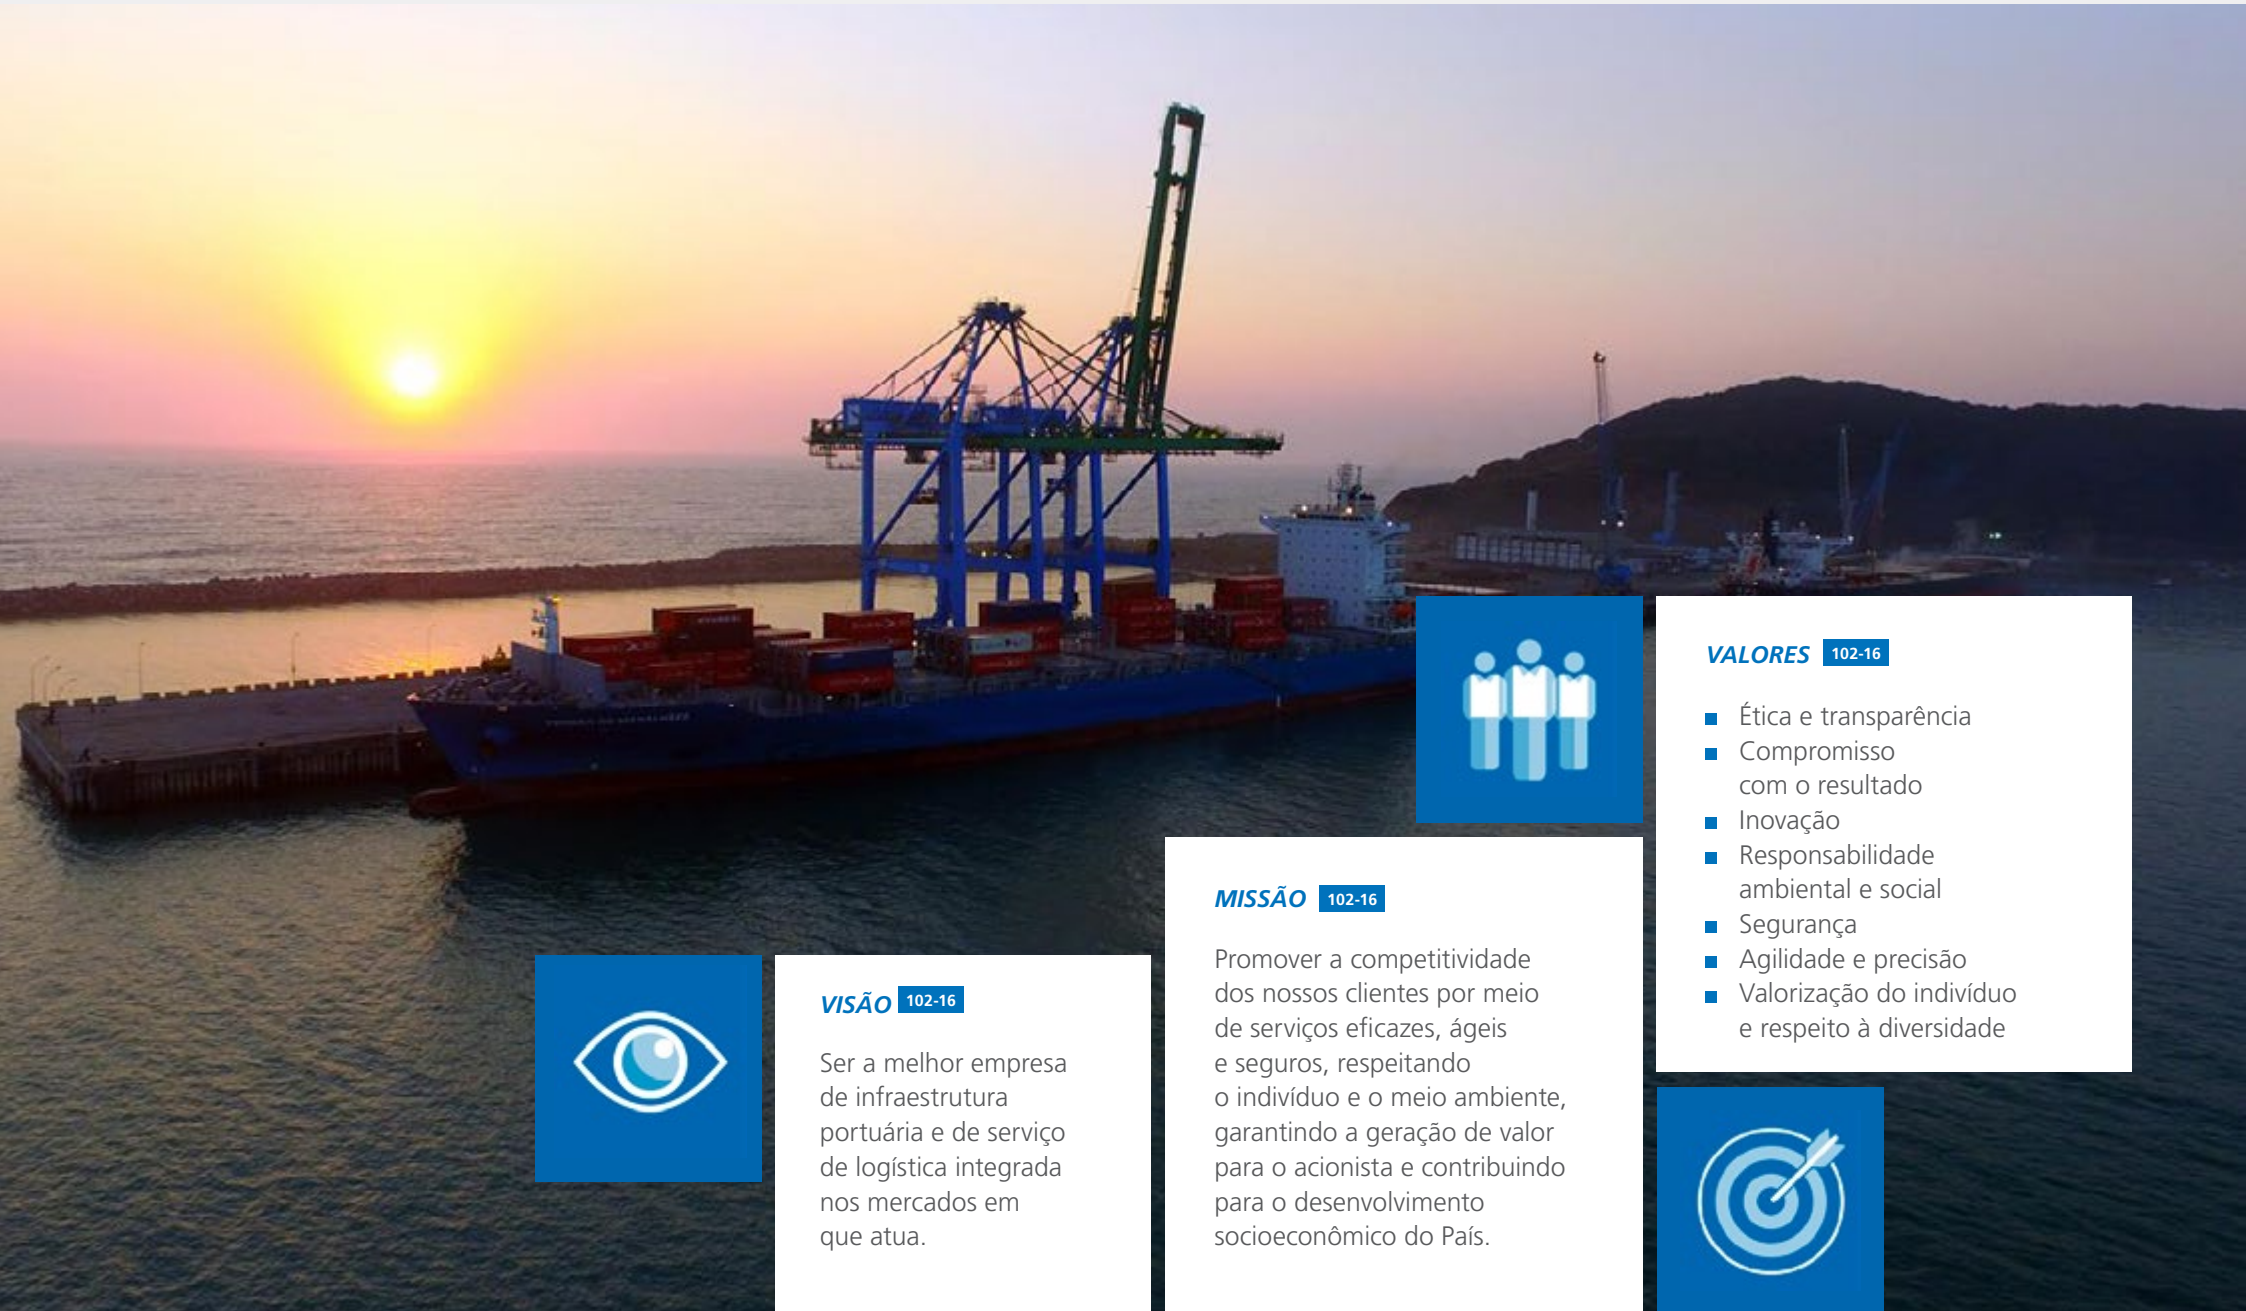 VISÃO 102-16
Ser a melhor empresa
de infraestrutura
portuária e de serviço
de logística integrada
nos mercados em
que atua.
MISSÃO 102-16
Promover a competitividade
dos nossos clientes por meio
de serviços eficazes, ágeis
e seguros, respeitando
o indivíduo e o meio ambiente,
garantindo a geração de valor
para o acionista e contribuindo
para o desenvolvimento
socioeconômico do País.
VALORES 102-16
Ética e transparência
Compromisso
com o resultado
Inovação
Responsabilidade
ambiental e social
Segurança
Agilidade e precisão
Valorização do indivíduo
e respeito à diversidade